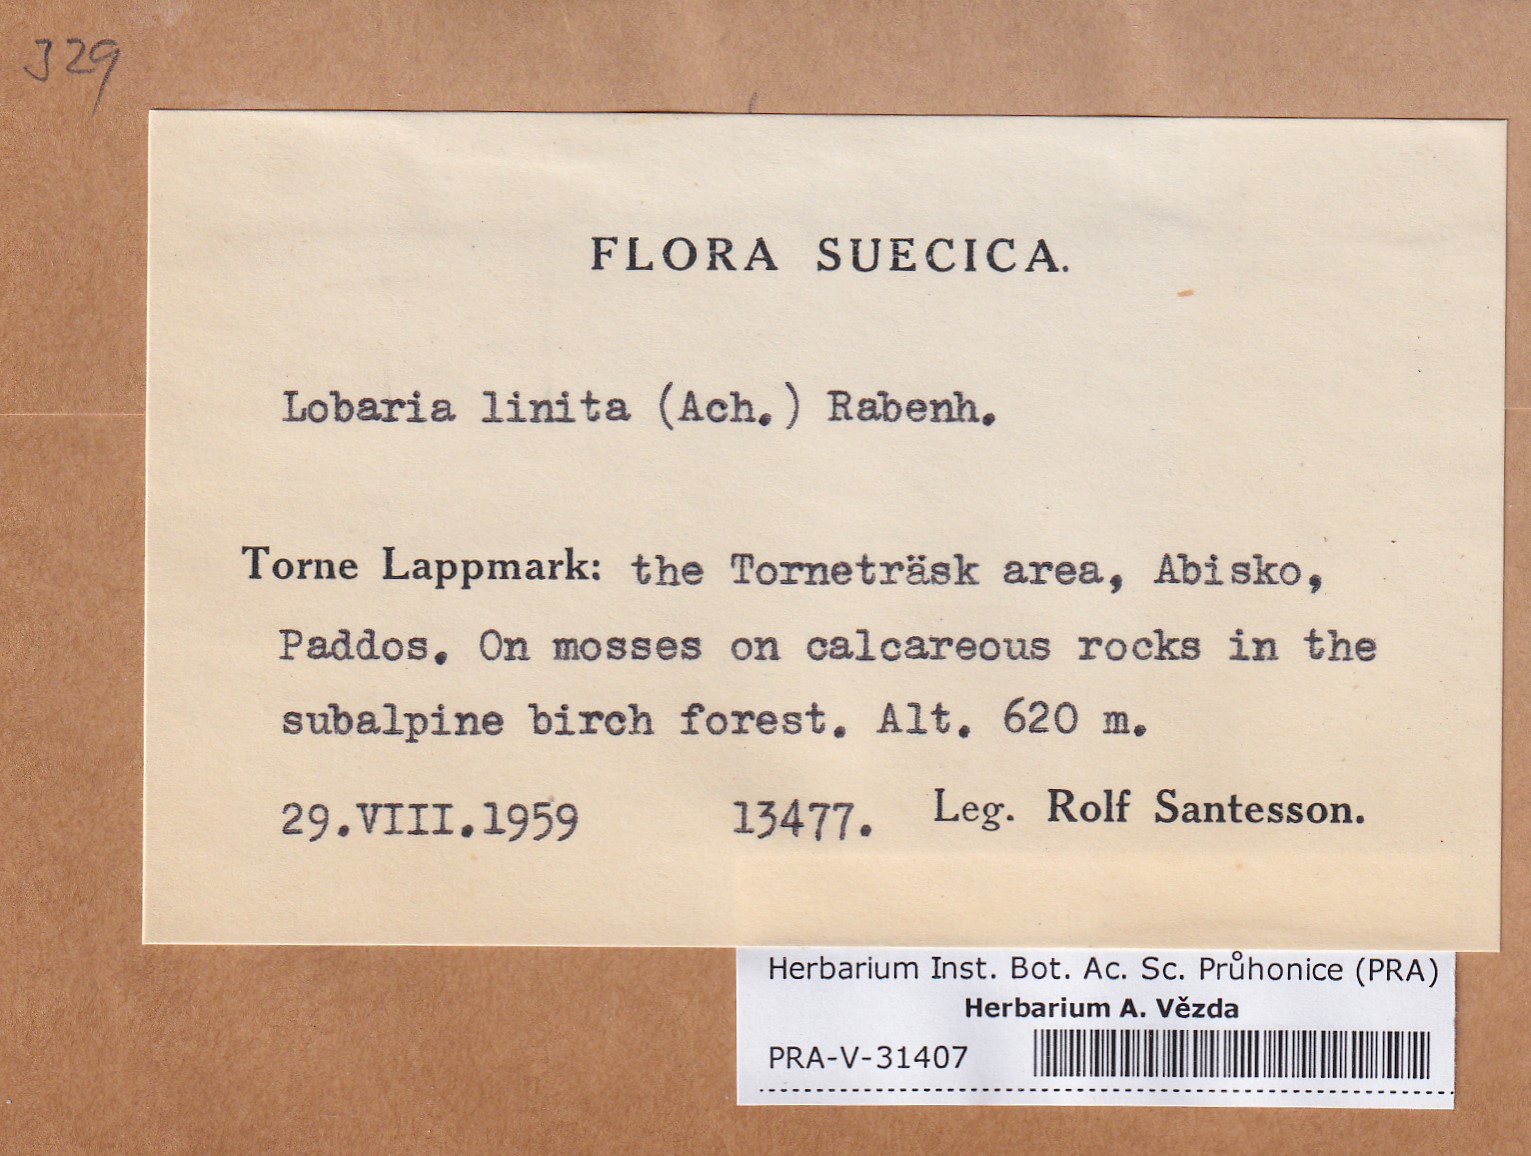 329
FLORA SUECICA.
Lobaria linita (Ach.) Rabenh.
Torne Lappmark: the Torneträsk area, Abisko,
Paddos. On mosses on calcareous rocks in the
subalpine birch forest. Alt. 620 m.
29.VIII.1959 13477. Leg. Rolf Santesson.
Herbarium Inst. Bot. Ac. Sc. Průhonice (PRA)
Herbarium A. Vězda
PRA-V-31407